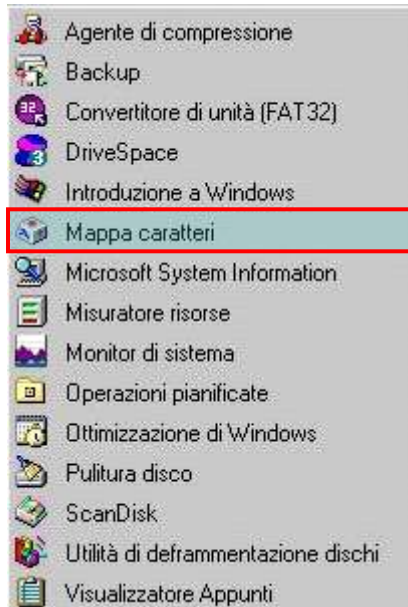 Agente di compressione
Backup
Convertitore di unità (FAT32)
DriveSpace
Introduzione a Windows
Mappa caratteri
Microsoft System Information
Misuratore risorse
Monitor di sistema
Operazioni pianificate
Ottimizzazione di Windows
Pulitura disco
ScanDisk
Utilità di deframmentazione dischi
Visualizzatore Appunti